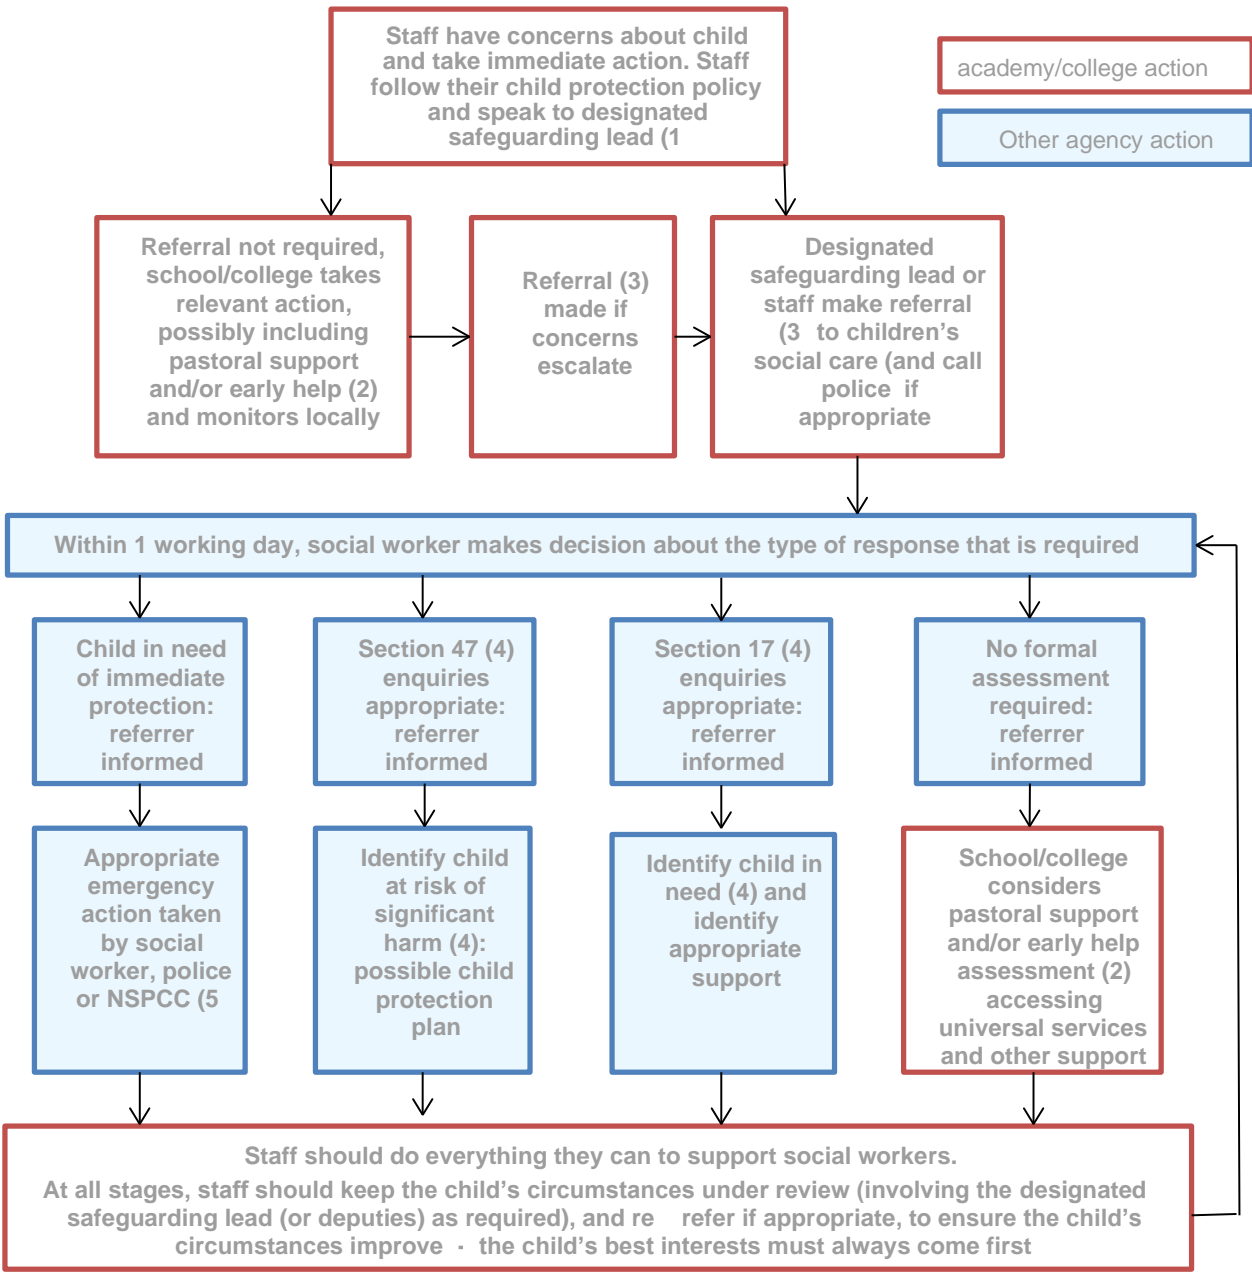 Staff have concerns about child
and take immediate action. Staff
follow their child protection policy
and speak to designated
safeguarding lead (1
academy/college action
Other agency action
Referral not required,
school/college takes
relevant action,
possibly including
pastoral support
and/or early help (2)
and monitors locally
Referral (3)
made if
concerns
escalate
Designated
safeguarding lead or
staff make referral
(3 to children’s
social care (and call
police if
appropriate
Within 1 working day, social worker makes decision about the type of response that is required
Child in need
of immediate
protection:
referrer
informed
Section 47 (4)
enquiries
appropriate:
referrer
informed
Section 17 (4)
enquiries
appropriate:
referrer
informed
No formal
assessment
required:
referrer
informed
Appropriate
emergency
action taken
by social
worker, police
or NSPCC (5
Identify child
at risk of
significant
harm (4):
possible child
protection
plan
Identify child in
need (4) and
identify
appropriate
support
School/college
considers
pastoral support
and/or early help
assessment (2)
accessing
universal services
and other support
Staff should do everything they can to support social workers.
At all stages, staff should keep the child’s circumstances under review (involving the designated
safeguarding lead (or deputies) as required), and re refer if appropriate, to ensure the child’s
circumstances improve - the child’s best interests must always come first